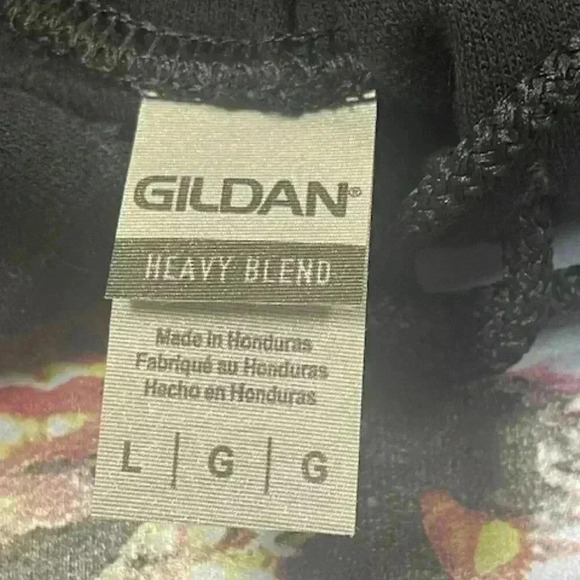 GILDAN®
HEAVY BLEND
Made in Honduras
Fabriqué au Honduras
Hecho en Honduras
L | G | G